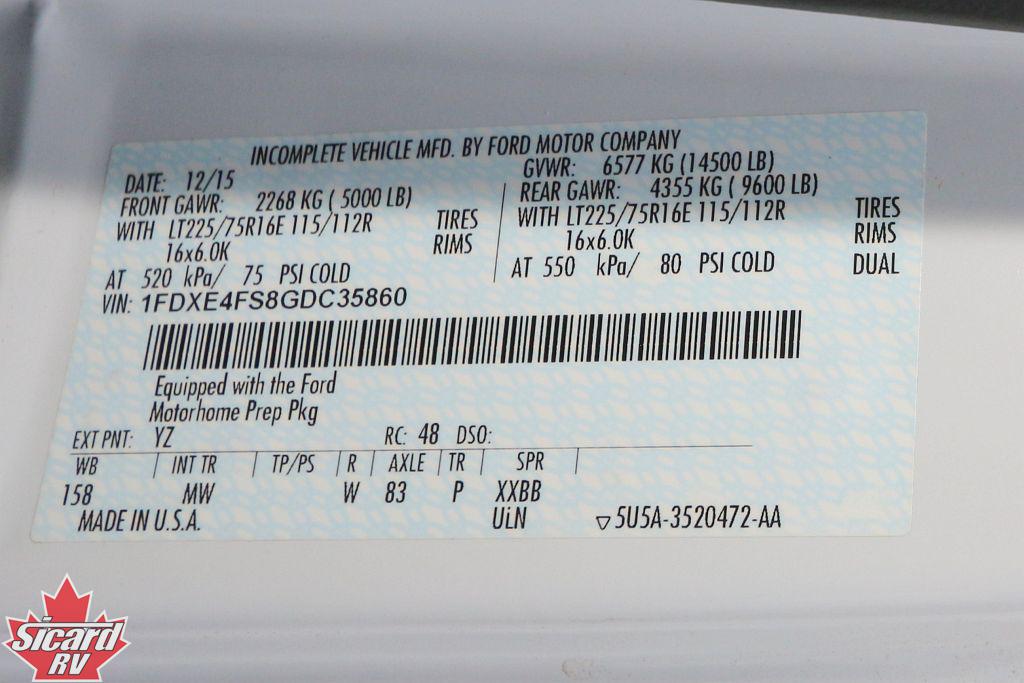 INCOMPLETE VEHICLE MFD. BY FORD MOTOR COMPANY
DATE: 12/15 GVWR: 6577 KG (14500 LB)
FRONT GAWR: 2268 KG ( 5000 LB) REAR GAWR: 4355 KG ( 9600 LB)
WITH LT225/75R16E 115/112R TIRES WITH LT225/75R16E 115/112R TIRES
16x6.0K RIMS 16x6.0K RIMS
AT 520 kPa/ 75 PSI COLD AT 550 kPa/ 80 PSI COLD DUAL
VIN: 1FDXE4FS8GDC35860
Equipped with the Ford
Motorhome Prep Pkg
EXT PNT: YZ RC: 48 DSO:
WB | INT TR | TP/PS | R | AXLE | TR | SPR |
158 MW W 83 P XXBB
MADE IN U.S.A. ULN ▽5U5A-3520472-AA
Sicard
RV